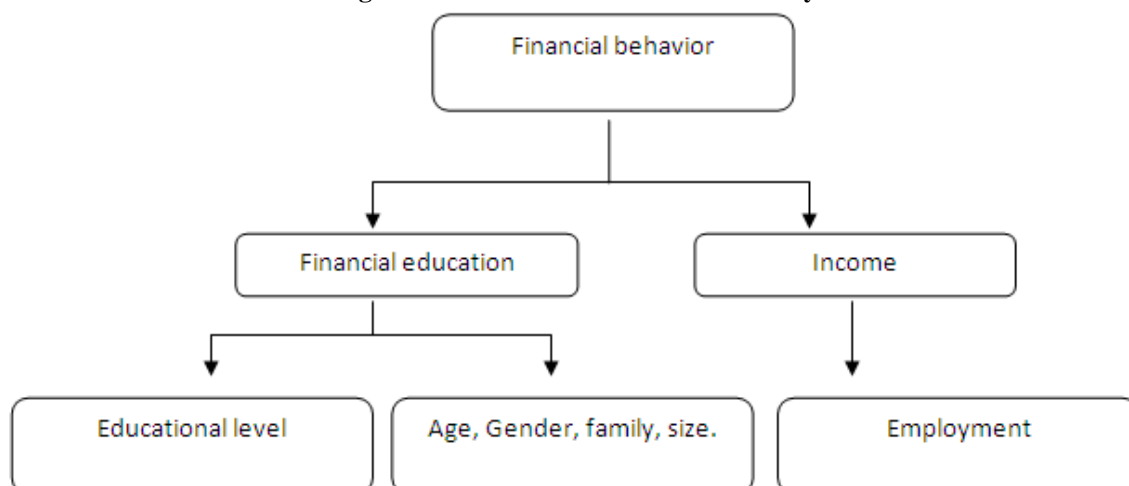 Financial behavior
Financial education
Income
Educational level
Age, Gender, family, size.
Employment